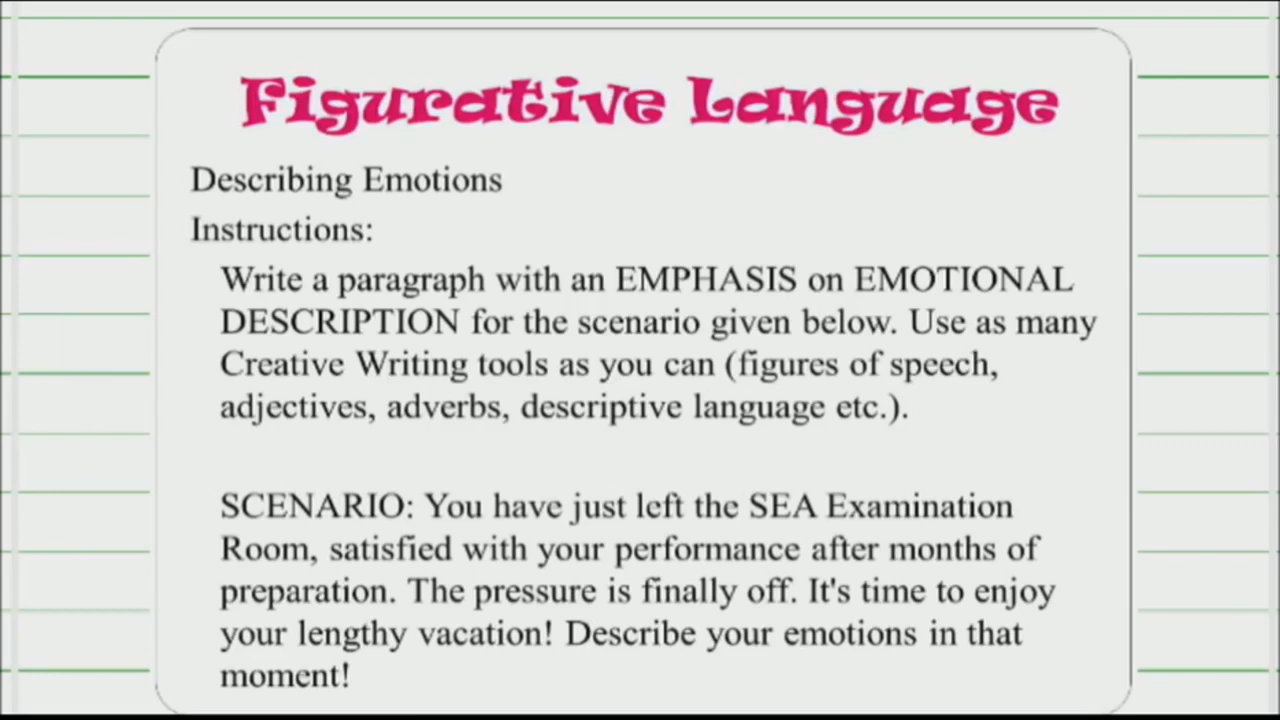 Figurative Language
Describing Emotions
Instructions:
Write a paragraph with an EMPHASIS on EMOTIONAL
DESCRIPTION for the scenario given below. Use as many
Creative Writing tools as you can (figures of speech,
adjectives, adverbs, descriptive language etc.).
SCENARIO: You have just left the SEA Examination
Room, satisfied with your performance after months of
preparation. The pressure is finally off. It's time to enjoy
your lengthy vacation! Describe your emotions in that
moment!